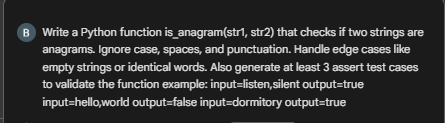 B
Write a Python function is_anagram(str1, str2) that checks if two strings are
anagrams. Ignore case, spaces, and punctuation. Handle edge cases like
empty strings or identical words. Also generate at least 3 assert test cases
to validate the function example: input=listen,silent output=true
input=hello,world output=false input=dormitory output=true